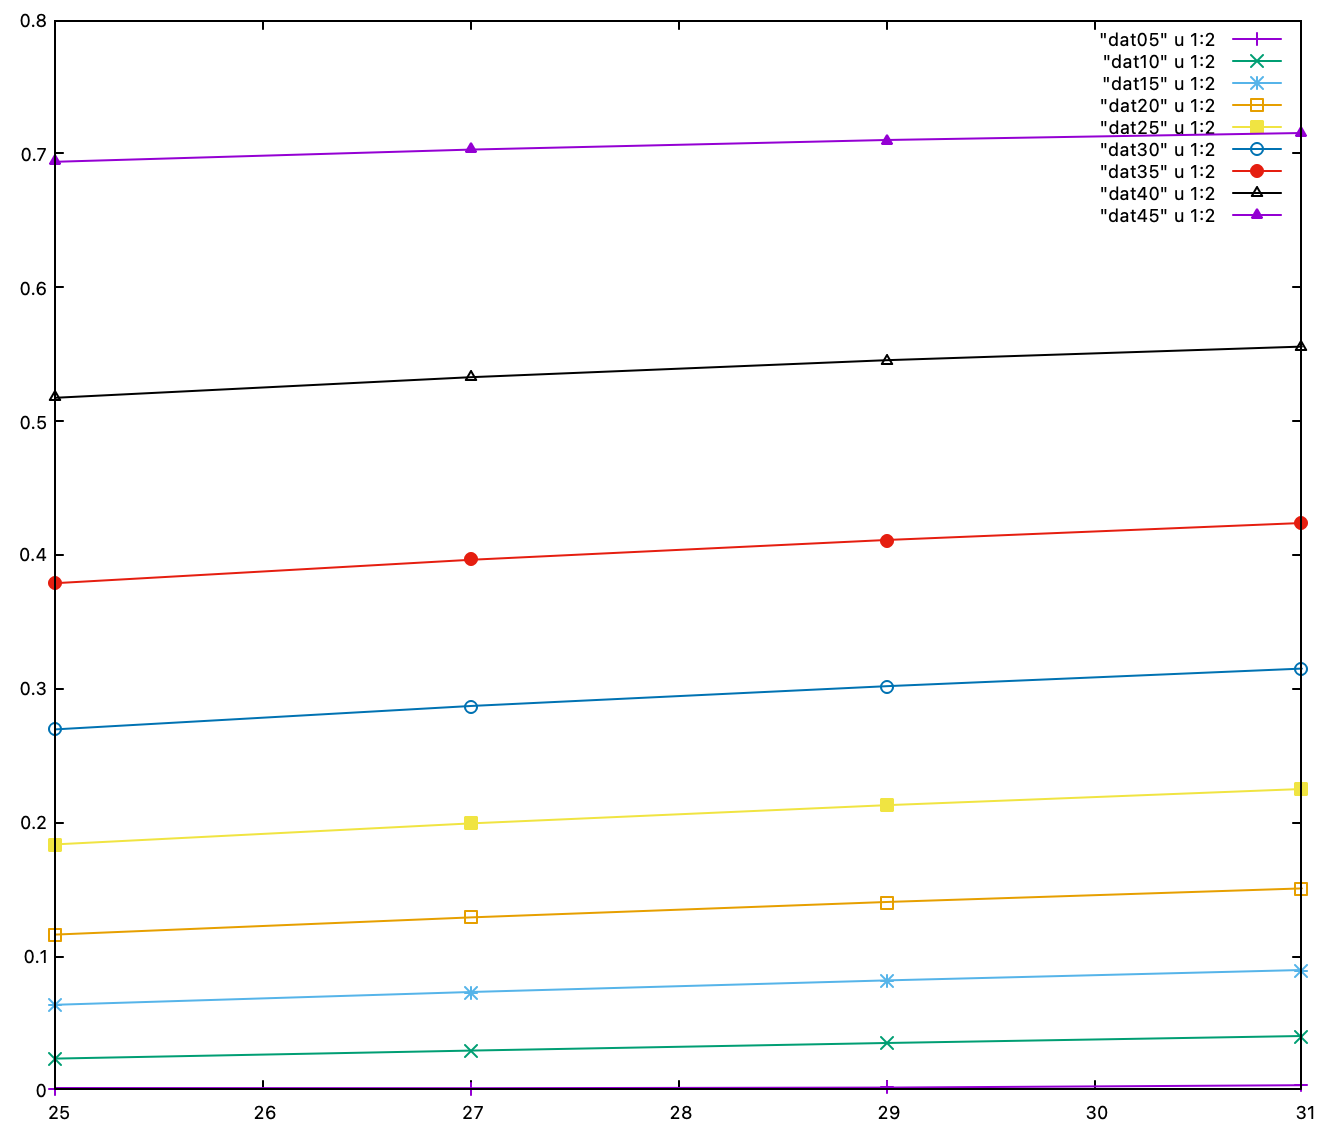 0.8
0.7
0.6
0.5
0.4
0.3
0.2
0.1
0
25 26 27 28 29 30 31
"dat05" u 1:2
"dat10" u 1:2
"dat15" u 1:2
"dat20" u 1:2
"dat25" u 1:2
"dat30" u 1:2
"dat35" u 1:2
"dat40" u 1:2
"dat45" u 1:2